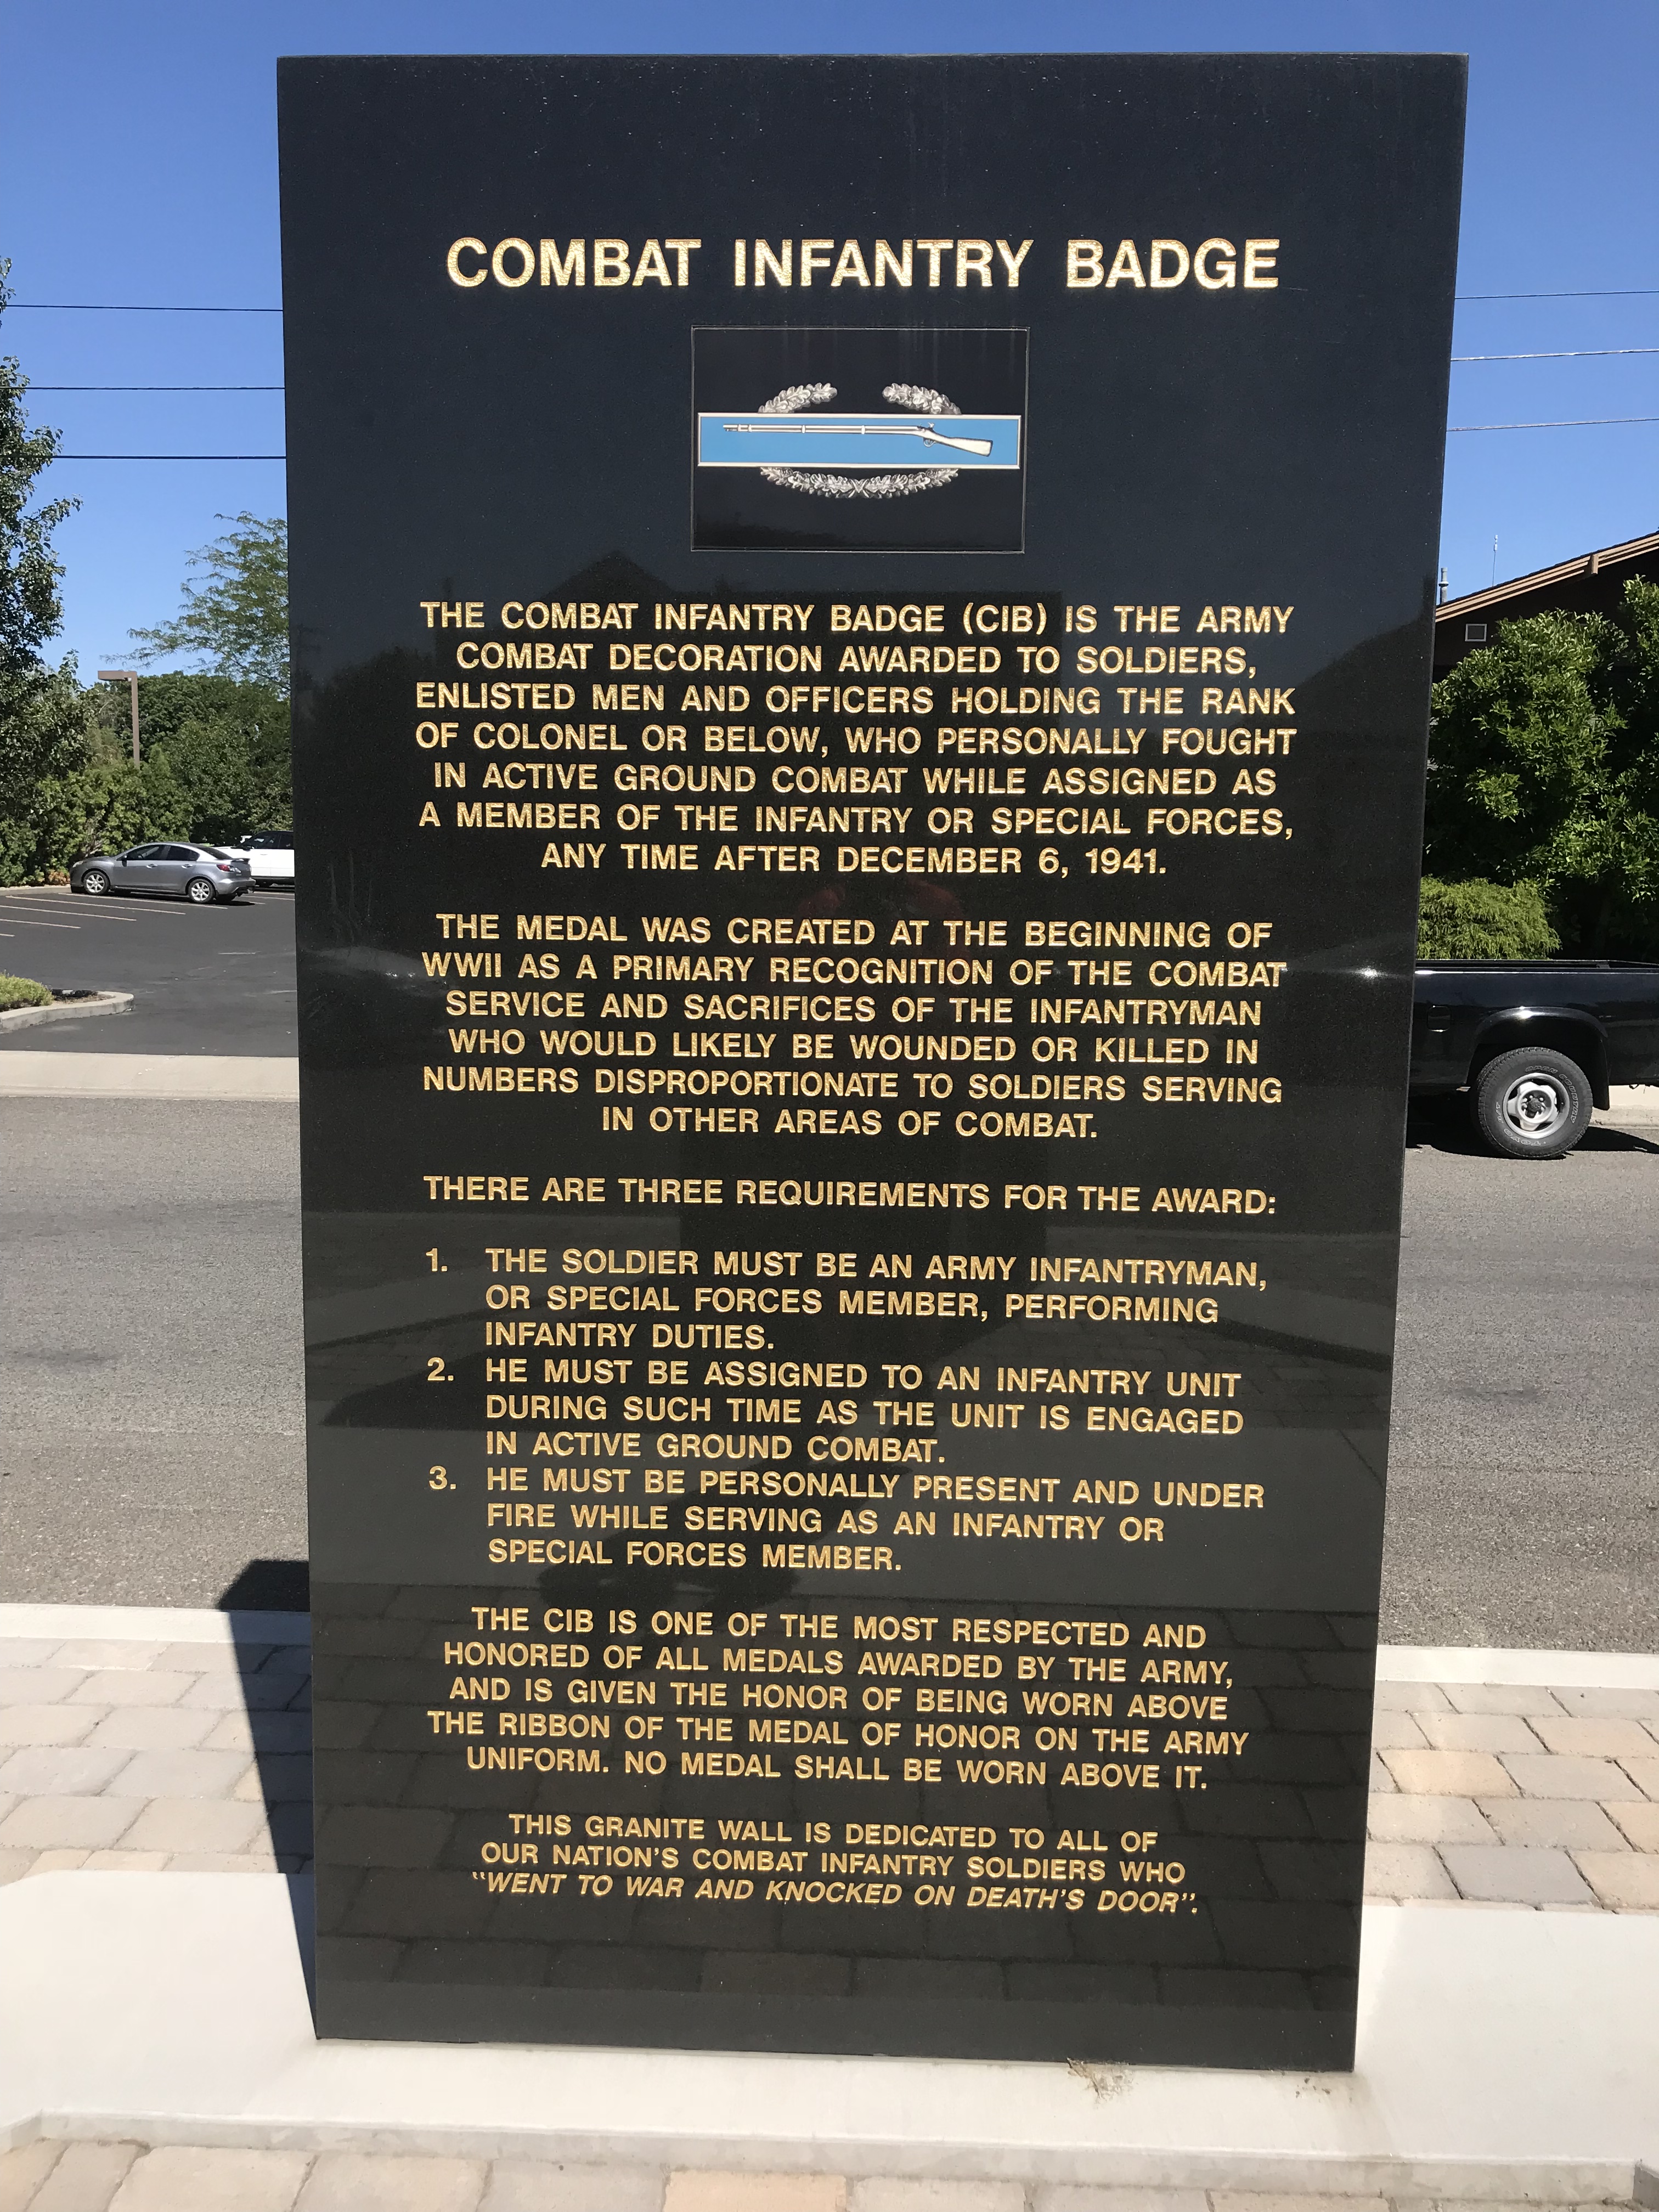 COMBAT INFANTRY BADGE
THE COMBAT INFANTRY BADGE (CIB) IS THE ARMY
COMBAT DECORATION AWARDED TO SOLDIERS,
ENLISTED MEN AND OFFICERS HOLDING THE RANK
OF COLONEL OR BELOW, WHO PERSONALLY FOUGHT
IN ACTIVE GROUND COMBAT WHILE ASSIGNED AS
A MEMBER OF THE INFANTRY OR SPECIAL FORCES,
ANY TIME AFTER DECEMBER 6, 1941.
THE MEDAL WAS CREATED AT THE BEGINNING OF
WWII AS A PRIMARY RECOGNITION OF THE COMBAT
SERVICE AND SACRIFICES OF THE INFANTRYMAN
WHO WOULD LIKELY BE WOUNDED OR KILLED IN
NUMBERS DISPROPORTIONATE TO SOLDIERS SERVING
IN OTHER AREAS OF COMBAT.
THERE ARE THREE REQUIREMENTS FOR THE AWARD:
1. THE SOLDIER MUST BE AN ARMY INFANTRYMAN,
OR SPECIAL FORCES MEMBER, PERFORMING
INFANTRY DUTIES.
2. HE MUST BE ASSIGNED TO AN INFANTRY UNIT
DURING SUCH TIME AS THE UNIT IS ENGAGED
IN ACTIVE GROUND COMBAT.
3. HE MUST BE PERSONALLY PRESENT AND UNDER
FIRE WHILE SERVING AS AN INFANTRY OR
SPECIAL FORCES MEMBER.
THE CIB IS ONE OF THE MOST RESPECTED AND
HONORED OF ALL MEDALS AWARDED BY THE ARMY,
AND IS GIVEN THE HONOR OF BEING WORN ABOVE
THE RIBBON OF THE MEDAL OF HONOR ON THE ARMY
UNIFORM. NO MEDAL SHALL BE WORN ABOVE IT.
THIS GRANITE WALL IS DEDICATED TO ALL OF
OUR NATION'S COMBAT INFANTRY SOLDIERS WHO
"WENT TO WAR AND KNOCKED ON DEATH'S DOOR".